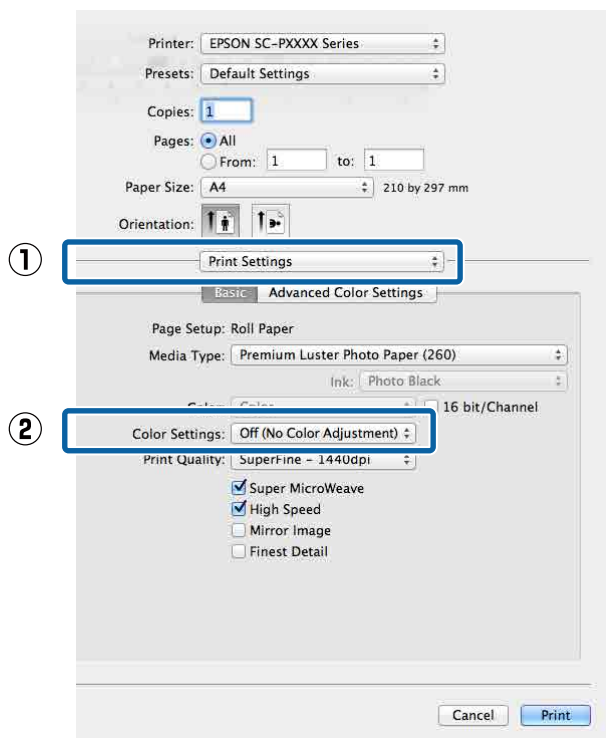 Printer: EPSON SC-PXXXX Series
Presets: Default Settings
Copies: 1
Pages: All
From: 1 to: 1
Paper Size: A4 210 by 297 mm
Orientation:
① Print Settings
Basic Advanced Color Settings
Page Setup: Roll Paper
Media Type: Premium Luster Photo Paper (260)
Ink: Photo Black
16 bit/Channel
② Color Settings: Off (No Color Adjustment)
Print Quality: SuperFine - 1440dpi
Super MicroWeave
High Speed
Mirror Image
Finest Detail
Cancel Print